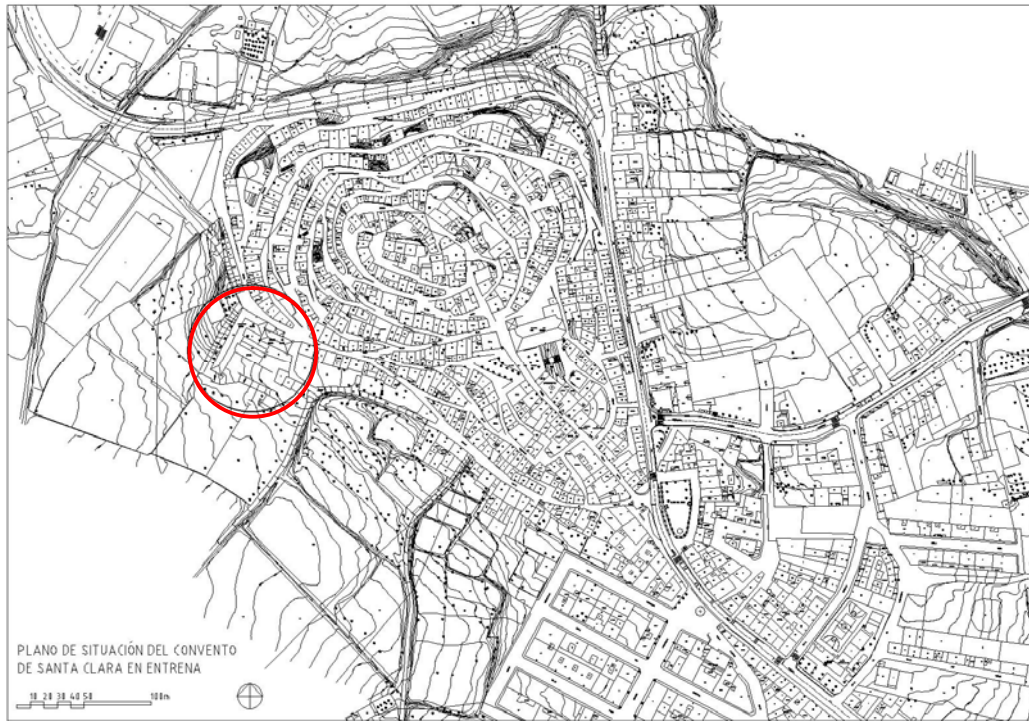 PLANO DE SITUACIÓN DEL CONVENTO
DE SANTA CLARA EN ENTRENA
10 20 30 40 50 100m